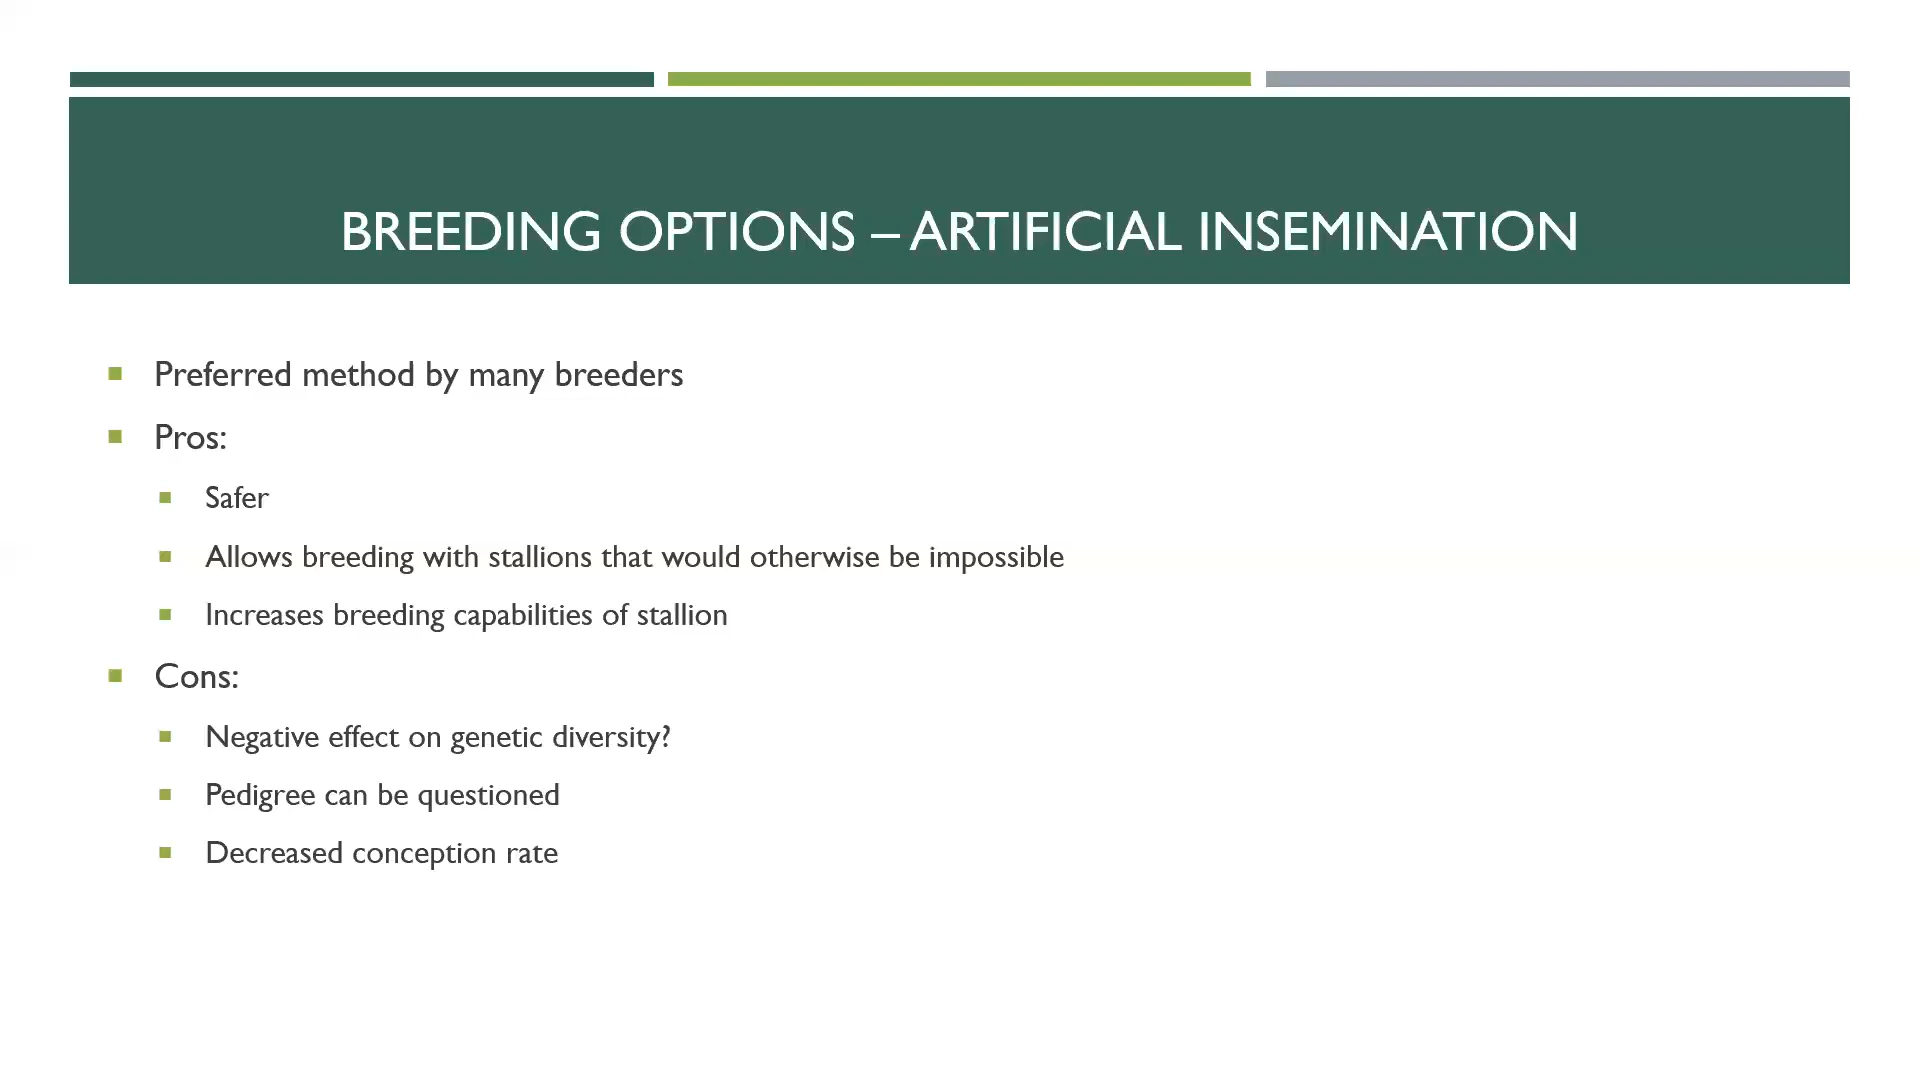 BREEDING OPTIONS – ARTIFICIAL INSEMINATION
Preferred method by many breeders
Pros:
Safer
Allows breeding with stallions that would otherwise be impossible
Increases breeding capabilities of stallion
Cons:
Negative effect on genetic diversity?
Pedigree can be questioned
Decreased conception rate